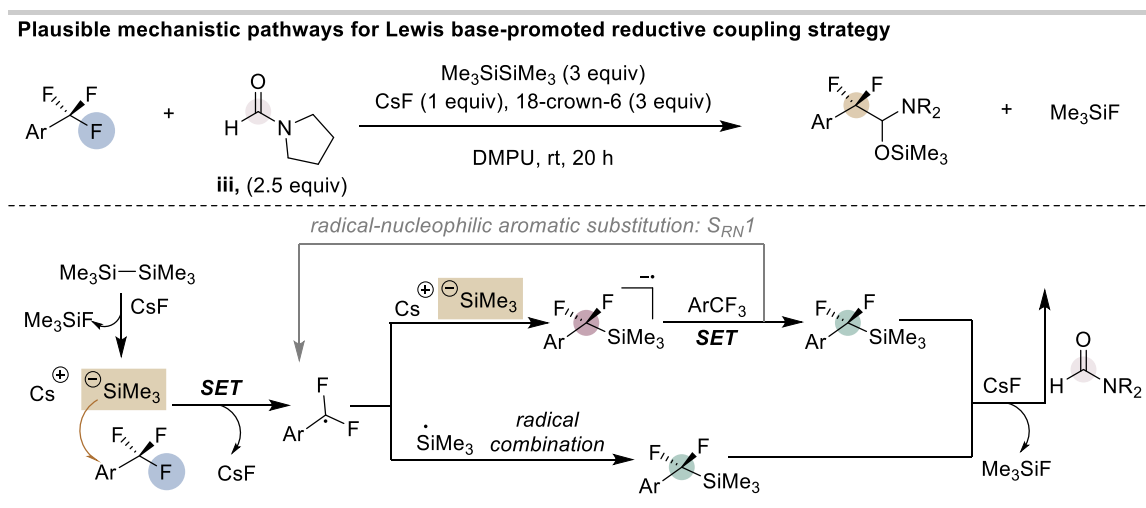 Plausible mechanistic pathways for Lewis base-promoted reductive coupling strategy
F F
Ar F
+
O
H N
iii, (2.5 equiv)
Me3SiSiMe3 (3 equiv)
CsF (1 equiv), 18-crown-6 (3 equiv)
DMPU, rt, 20 h
F F
Ar NR2
OSiMe3
+
Me3SiF
radical-nucleophilic aromatic substitution: SRN1
Me3Si—SiMe3
Me3SiF
CsF
Cs⊕ ⊖SiMe3
SET
CsF
F F
Ar F
F
Ar F
Cs⊕ ⊖SiMe3
F F
Ar SiMe3
−•
ArCF3
SET
F F
Ar SiMe3
•SiMe3
radical
combination
F F
Ar SiMe3
CsF
Me3SiF
O
H NR2